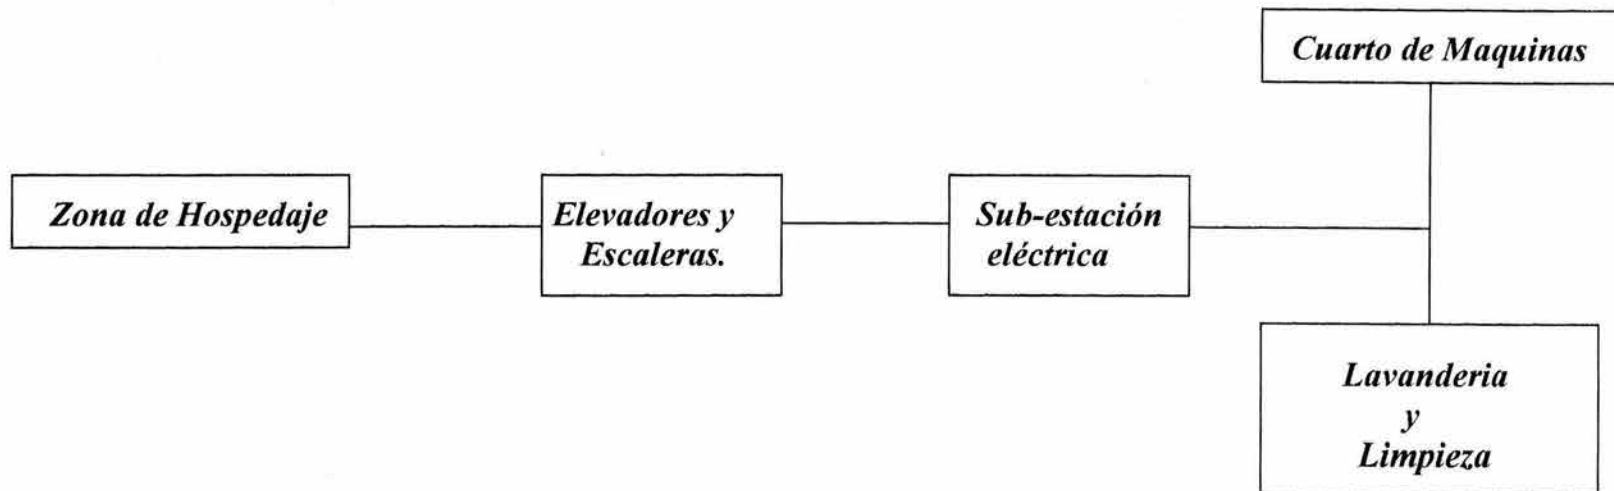 Cuarto de Maquinas
Zona de Hospedaje
Elevadores y
Escaleras.
Sub-estación
eléctrica
Lavanderia
y
Limpieza